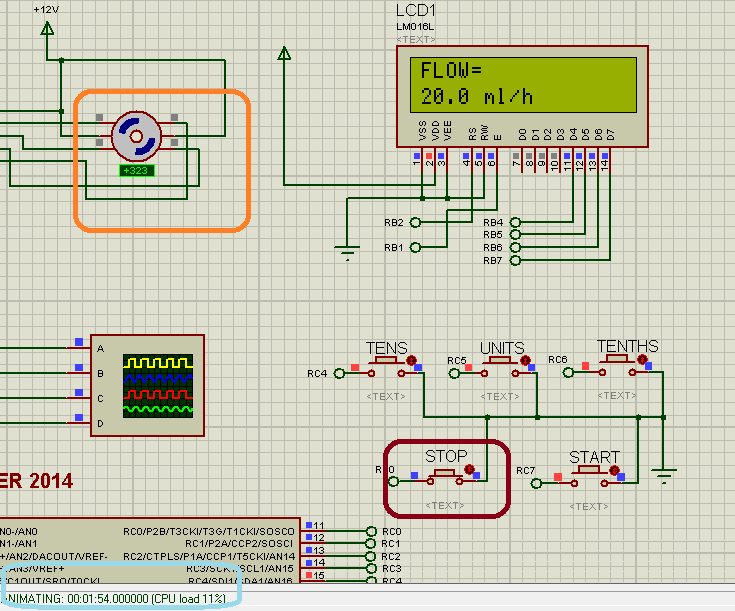 +12V
LCD1
LM016L
<TEXT>
FLOW=
20.0 ml/h
VSS
VDD
VEE
RS
RW
E
D0
D1
D2
D3
D4
D5
D6
D7
1
2
3
4
5
6
7
8
9
10
11
12
13
14
+323
RB2
RB1
RB4
RB5
RB6
RB7
A
B
C
D
TENS
RC4
<TEXT>
UNITS
RC5
<TEXT>
TENTHS
RC6
<TEXT>
STOP
<TEXT>
START
RC7
<TEXT>
ER 2014
N0-/AN0
N1-/AN1
+/AN2/DACOUT/VREF-
+/AN3/VREF+
/C1OUT/SRQ/T0CKI
RC0/P2B/T3CKI/T3G/T1CKI/SOSCO
RC1/P2A/CCP2/SOSCI
RC2/CTPLS/P1A/CCP1/T5CKI/AN14
RC3/SCK1/SCL1/AN15
RC4/SDI1/SDA1/AN16
11
12
13
14
15
RC0
RC1
RC2
RC3
RC4
ANIMATING: 00:01:54.000000 (CPU load 11%)